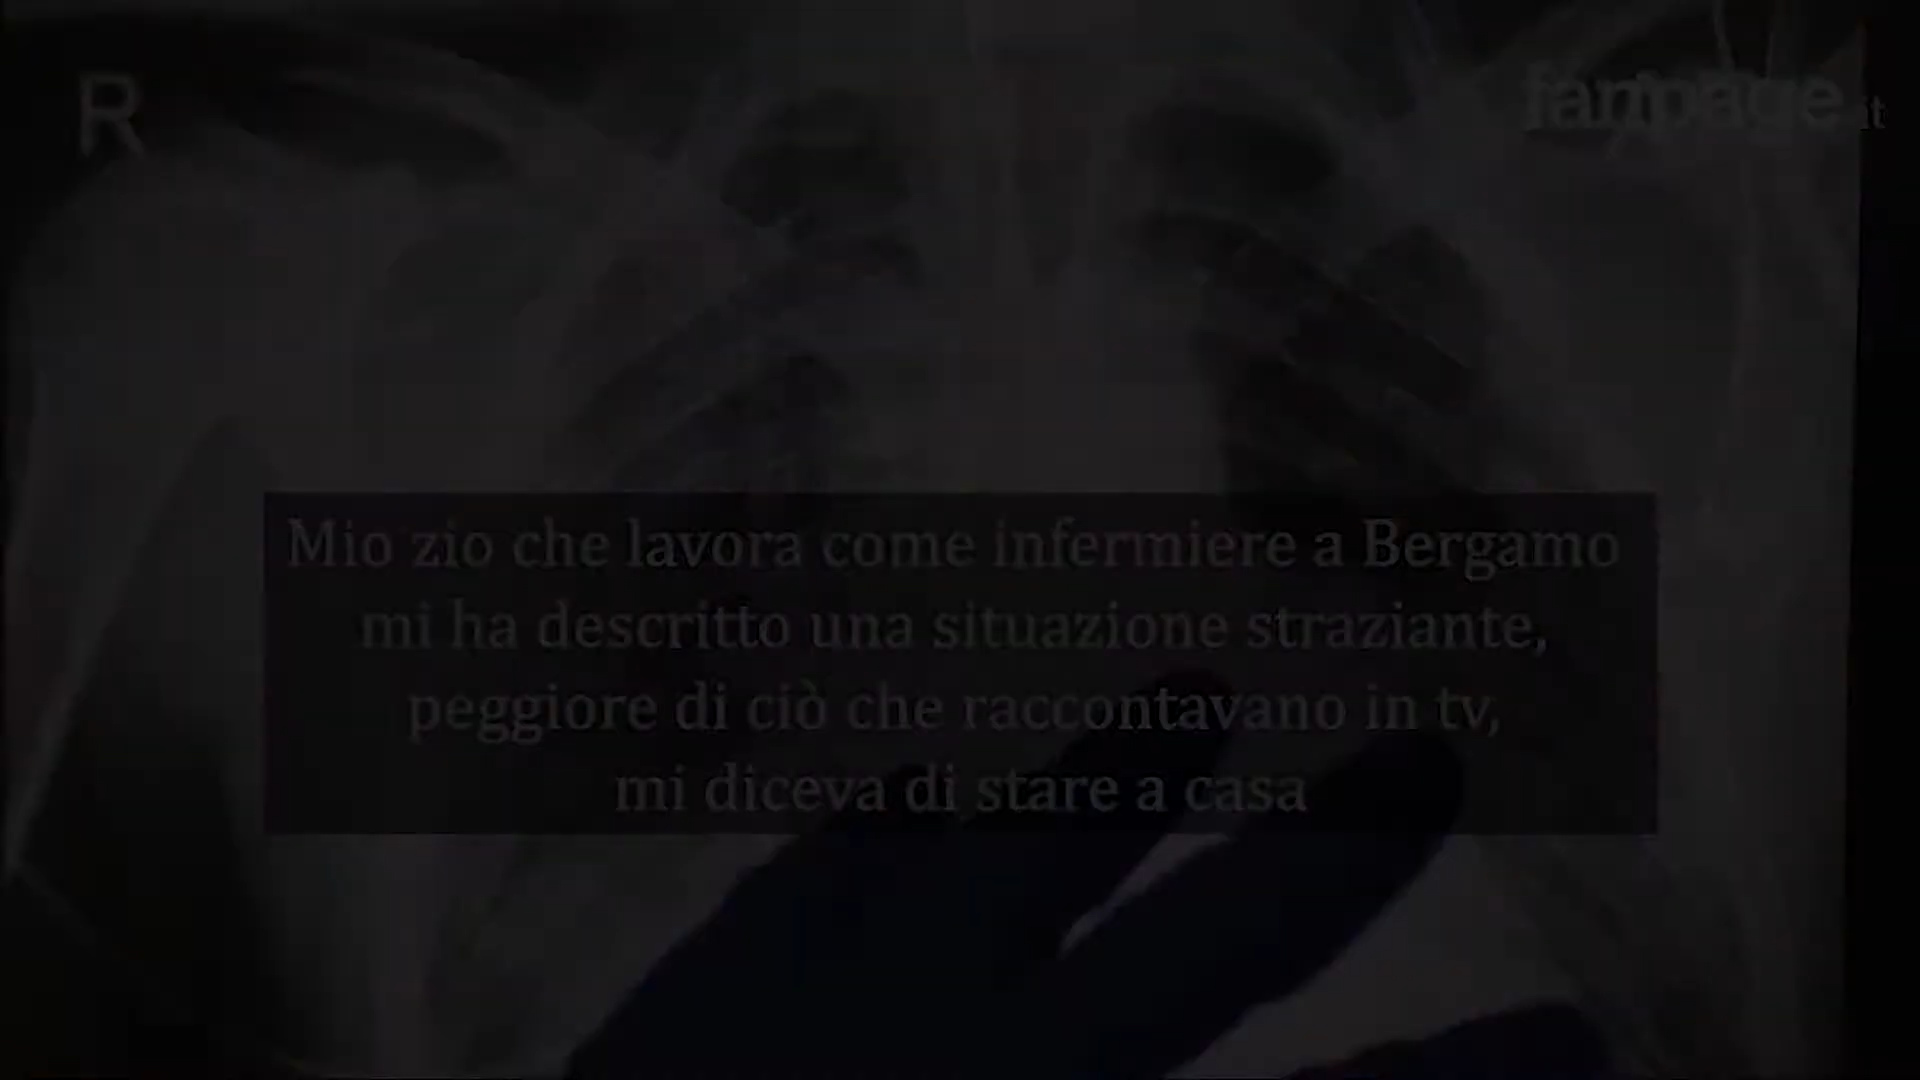 R
fanpage.it
Mio zio che lavora come infermiere a Bergamo
mi ha descritto una situazione straziante,
peggiore di ciò che raccontavano in tv,
mi diceva di stare a casa